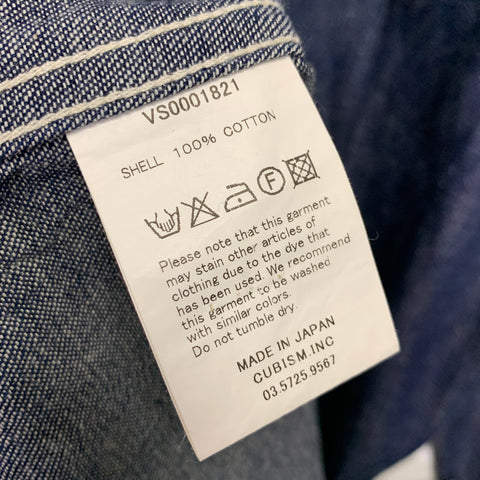 VS0001821
SHELL 100% COTTON
F
Please note that this garment
may stain other articles of
clothing due to the dye that
has been used. We recommend
this garment to be washed
with similar colors.
Do not tumble dry.
MADE IN JAPAN
CUBISM.INC
03.5725.9567